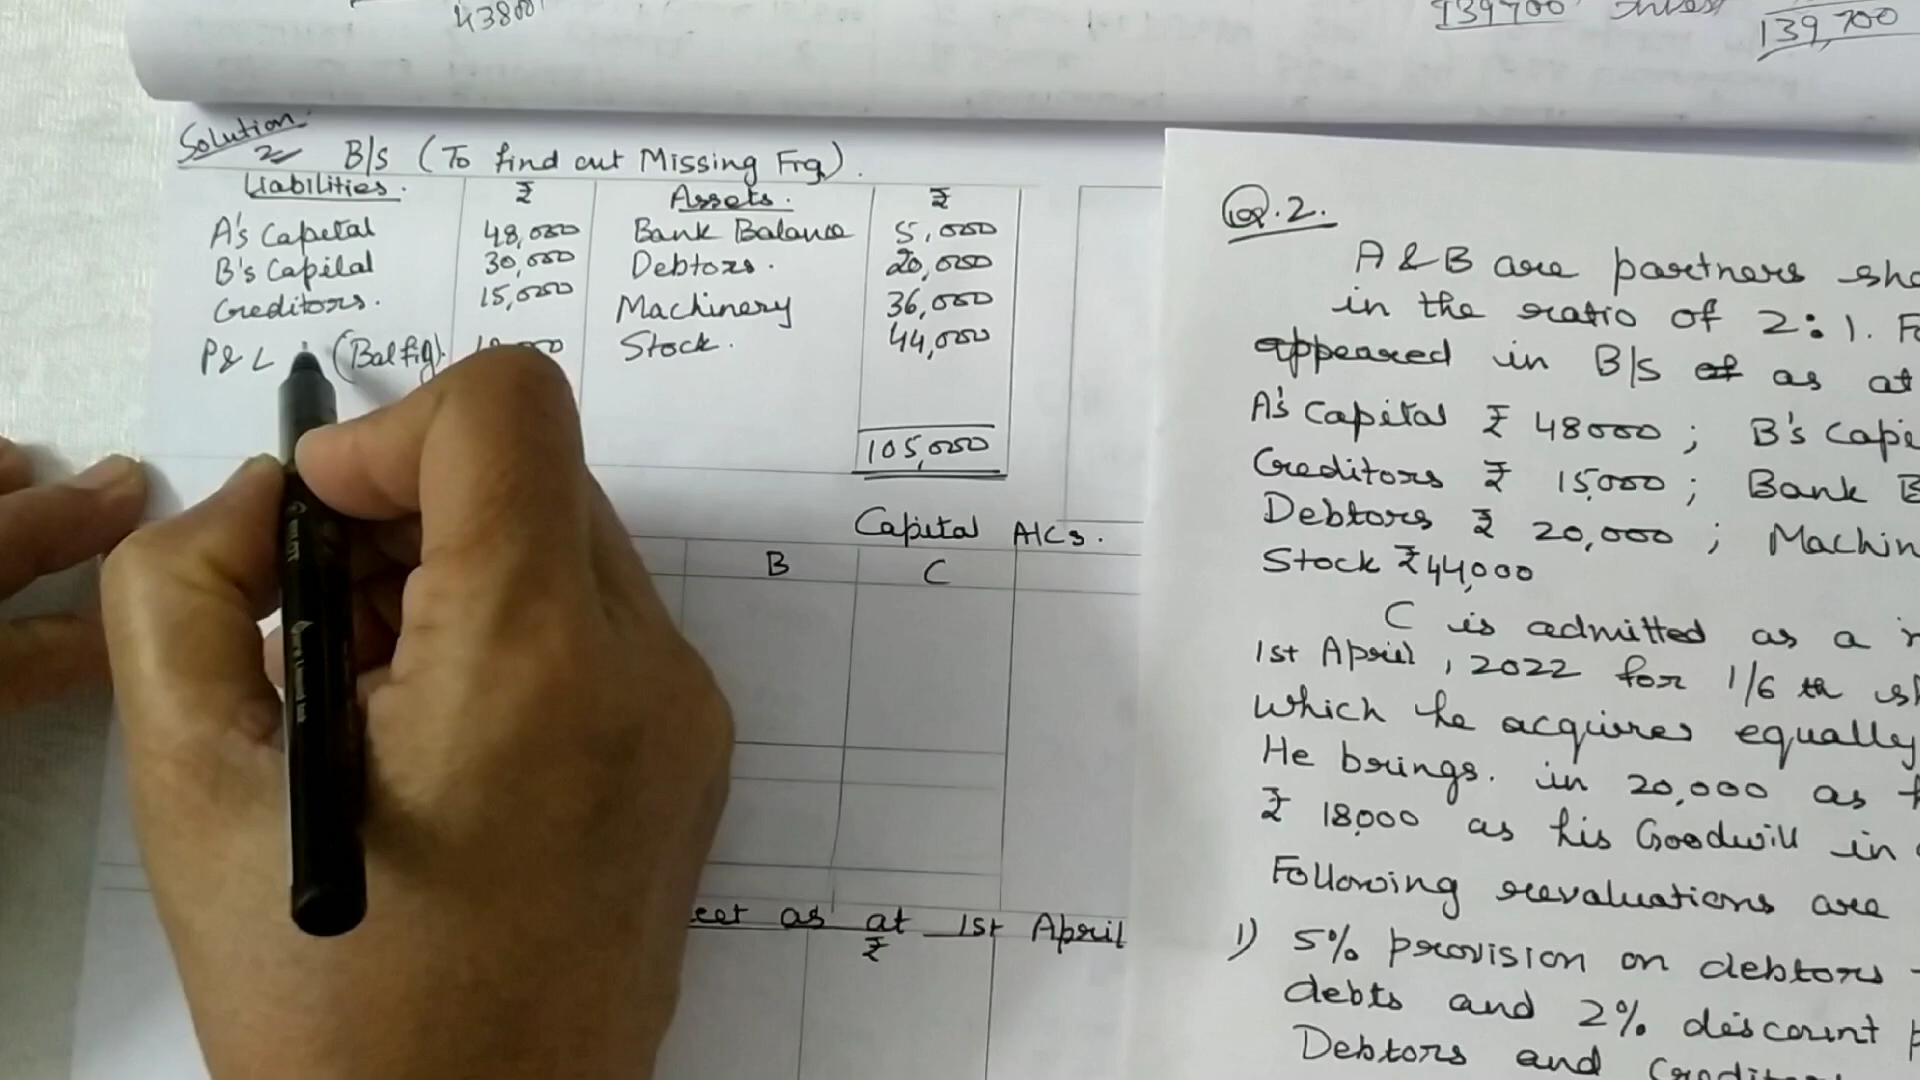 43800
139700
139,700
Solution
2 B/S (To find out Missing Frg).
Liabilities. ₹ Assets. ₹
A's Capital 48,000 Bank Balance 5,000
B's Capital 30,000 Debtors. 20,000
Creditors. 15,000 Machinery 36,000
P & L (Bal fig). Stock. 44,000
105,000
Capital A/Cs.
B C
as at 1st April
₹
Q.2.
A & B are partners
in the ratio of 2:1.
appeared in B/S of as at
A's Capital ₹ 48000; B's
Creditors ₹ 15,000; Bank
Debtors ₹ 20,000;
Stock ₹44,000
C is admitted as a
1st April, 2022 for 1/6 th
which he acquires equally
He brings. in 20,000 as
₹ 18,000 as his Goodwill in
Following revaluations are
1) 5% provision on debtors
debts and 2% discount
Debtors and